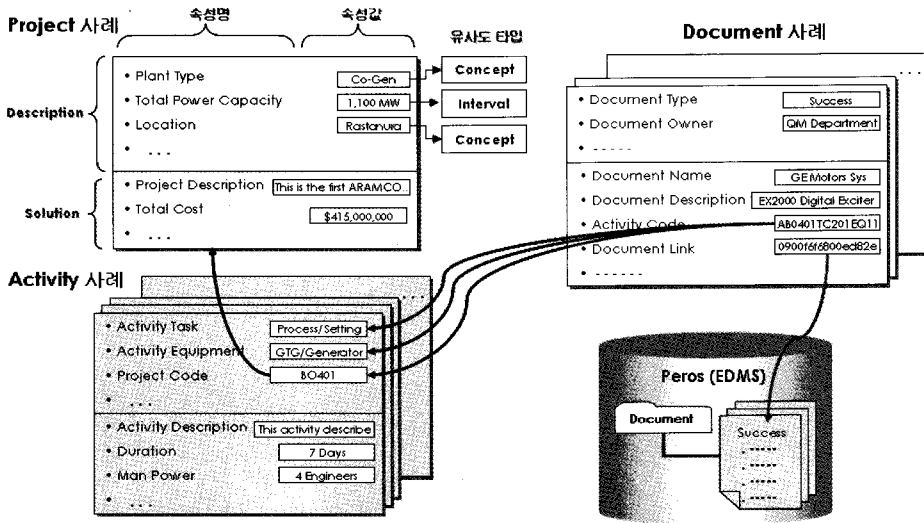 Project 사례
속성명
속성값
유사도 타입
Description
• Plant Type Co-Gen
Concept
• Total Power Capacity 1,100 MW
Interval
• Location Rastanura
Concept
• . . .
Solution
• Project Description This is the first ARAMCO..
• Total Cost $415,000,000
• . . .
Document 사례
. . . .
• Document Type Success
• Document Owner QM Department
• - - - - -
• Document Name GE Motors Sys
• Document Description EX2000 Digital Exciter
• Activity Code AB0401TC201EQ11
• Document Link 0900f6f6800ed82e
• - - - - - -
Activity 사례
. . . .
• Activity Task Process/Setting
• Activity Equipment GTG/Generator
• Project Code BO401
• . . .
• Activity Description This activity describe
• Duration 7 Days
• Man Power 4 Engineers
• . . .
Peros (EDMS)
Document
Success
. - - - -
. - - - -
. - - - -
. - - - -